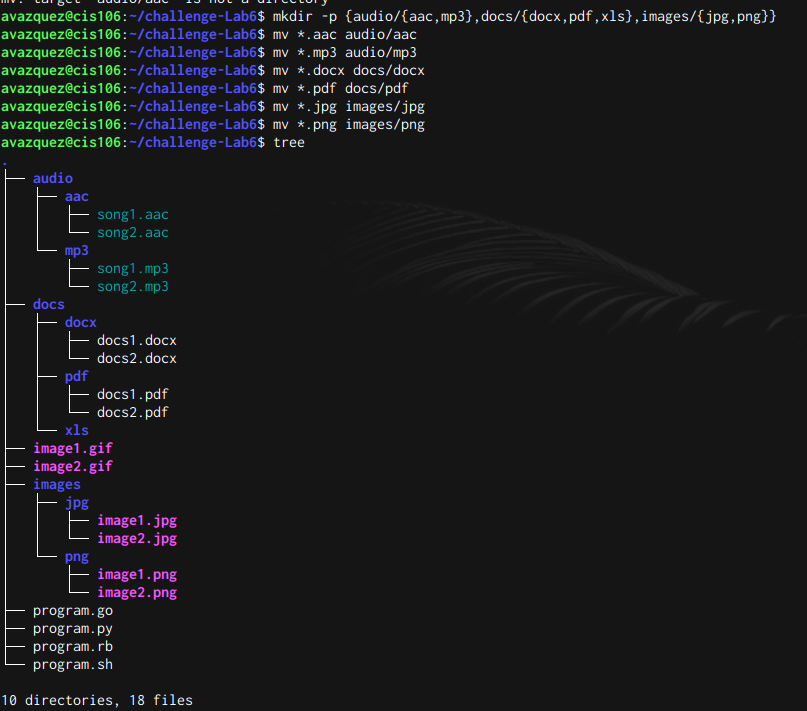 mv: target 'audio/aac' is not a directory
avazquez@cis106:~/challenge-Lab6$ mkdir -p {audio/{aac,mp3},docs/{docx,pdf,xls},images/{jpg,png}}
avazquez@cis106:~/challenge-Lab6$ mv *.aac audio/aac
avazquez@cis106:~/challenge-Lab6$ mv *.mp3 audio/mp3
avazquez@cis106:~/challenge-Lab6$ mv *.docx docs/docx
avazquez@cis106:~/challenge-Lab6$ mv *.pdf docs/pdf
avazquez@cis106:~/challenge-Lab6$ mv *.jpg images/jpg
avazquez@cis106:~/challenge-Lab6$ mv *.png images/png
avazquez@cis106:~/challenge-Lab6$ tree
.
├── audio
│   ├── aac
│   │   ├── song1.aac
│   │   └── song2.aac
│   └── mp3
│       ├── song1.mp3
│       └── song2.mp3
├── docs
│   ├── docx
│   │   ├── docs1.docx
│   │   └── docs2.docx
│   ├── pdf
│   │   ├── docs1.pdf
│   │   └── docs2.pdf
│   └── xls
├── image1.gif
├── image2.gif
├── images
│   ├── jpg
│   │   ├── image1.jpg
│   │   └── image2.jpg
│   └── png
│       ├── image1.png
│       └── image2.png
├── program.go
├── program.py
├── program.rb
└── program.sh
10 directories, 18 files